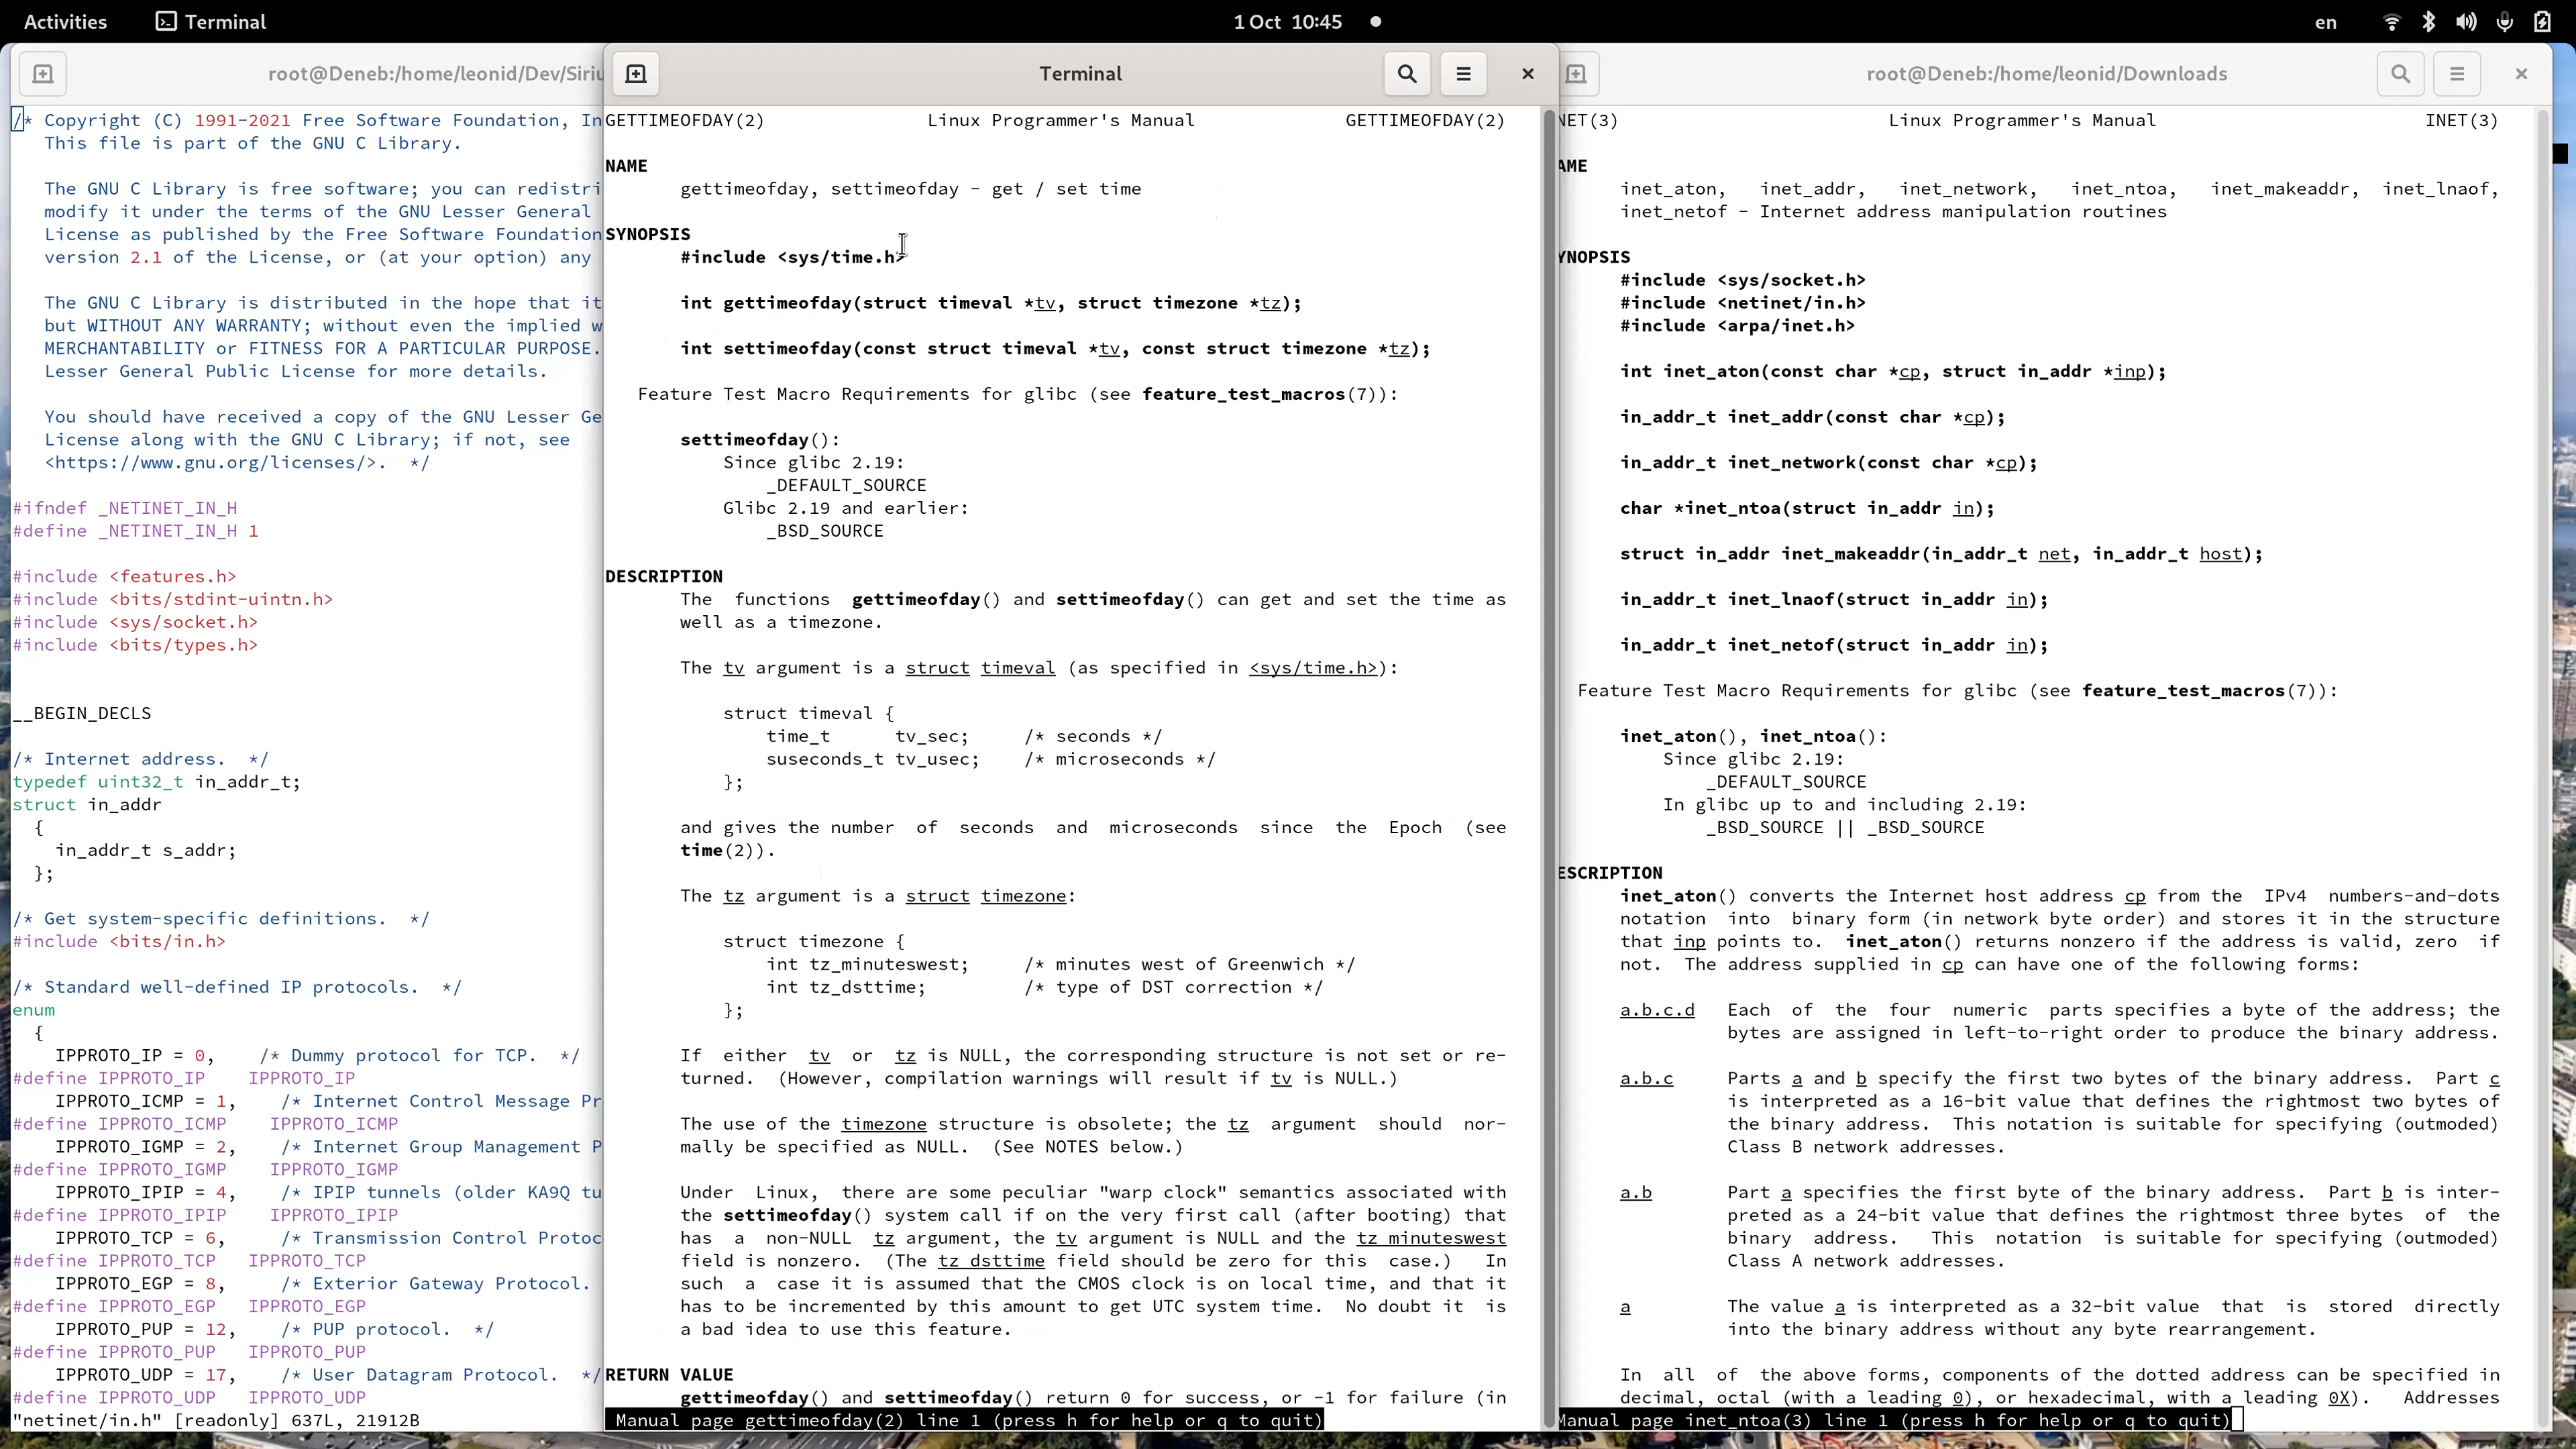 Activities Terminal 1 Oct 10:45 en
root@Deneb:/home/leonid/Dev/Siriu
/* Copyright (C) 1991-2021 Free Software Foundation, In
This file is part of the GNU C Library.
The GNU C Library is free software; you can redistri
modify it under the terms of the GNU Lesser General
License as published by the Free Software Foundation
version 2.1 of the License, or (at your option) any
The GNU C Library is distributed in the hope that it
but WITHOUT ANY WARRANTY; without even the implied w
MERCHANTABILITY or FITNESS FOR A PARTICULAR PURPOSE.
Lesser General Public License for more details.
You should have received a copy of the GNU Lesser Ge
License along with the GNU C Library; if not, see
<https://www.gnu.org/licenses/>.  */
#ifndef _NETINET_IN_H
#define _NETINET_IN_H 1
#include <features.h>
#include <bits/stdint-uintn.h>
#include <sys/socket.h>
#include <bits/types.h>
__BEGIN_DECLS
/* Internet address.  */
typedef uint32_t in_addr_t;
struct in_addr
{
in_addr_t s_addr;
};
/* Get system-specific definitions.  */
#include <bits/in.h>
/* Standard well-defined IP protocols.  */
enum
{
IPPROTO_IP = 0,    /* Dummy protocol for TCP.  */
#define IPPROTO_IP    IPPROTO_IP
IPPROTO_ICMP = 1,    /* Internet Control Message Pr
#define IPPROTO_ICMP    IPPROTO_ICMP
IPPROTO_IGMP = 2,    /* Internet Group Management P
#define IPPROTO_IGMP    IPPROTO_IGMP
IPPROTO_IPIP = 4,    /* IPIP tunnels (older KA9Q tu
#define IPPROTO_IPIP    IPPROTO_IPIP
IPPROTO_TCP = 6,    /* Transmission Control Protoc
#define IPPROTO_TCP   IPPROTO_TCP
IPPROTO_EGP = 8,    /* Exterior Gateway Protocol.
#define IPPROTO_EGP   IPPROTO_EGP
IPPROTO_PUP = 12,    /* PUP protocol.  */
#define IPPROTO_PUP   IPPROTO_PUP
IPPROTO_UDP = 17,    /* User Datagram Protocol.  */
#define IPPROTO_UDP   IPPROTO_UDP
"netinet/in.h" [readonly] 637L, 21912B
Terminal
GETTIMEOFDAY(2) Linux Programmer's Manual GETTIMEOFDAY(2)
NAME
gettimeofday, settimeofday - get / set time
SYNOPSIS
#include <sys/time.h>
int gettimeofday(struct timeval *tv, struct timezone *tz);
int settimeofday(const struct timeval *tv, const struct timezone *tz);
Feature Test Macro Requirements for glibc (see feature_test_macros(7)):
settimeofday():
Since glibc 2.19:
_DEFAULT_SOURCE
Glibc 2.19 and earlier:
_BSD_SOURCE
DESCRIPTION
The functions gettimeofday() and settimeofday() can get and set the time as
well as a timezone.
The tv argument is a struct timeval (as specified in <sys/time.h>):
struct timeval {
time_t      tv_sec;     /* seconds */
suseconds_t tv_usec;    /* microseconds */
};
and gives the number of seconds and microseconds since the Epoch (see
time(2)).
The tz argument is a struct timezone:
struct timezone {
int tz_minuteswest;     /* minutes west of Greenwich */
int tz_dsttime;         /* type of DST correction */
};
If either tv or tz is NULL, the corresponding structure is not set or re-
turned.  (However, compilation warnings will result if tv is NULL.)
The use of the timezone structure is obsolete; the tz argument should nor-
mally be specified as NULL.  (See NOTES below.)
Under Linux, there are some peculiar "warp clock" semantics associated with
the settimeofday() system call if on the very first call (after booting) that
has a non-NULL tz argument, the tv argument is NULL and the tz_minuteswest
field is nonzero.  (The tz_dsttime field should be zero for this case.)  In
such a case it is assumed that the CMOS clock is on local time, and that it
has to be incremented by this amount to get UTC system time.  No doubt it is
a bad idea to use this feature.
RETURN VALUE
gettimeofday() and settimeofday() return 0 for success, or -1 for failure (in
Manual page gettimeofday(2) line 1 (press h for help or q to quit)
root@Deneb:/home/leonid/Downloads
NET(3) Linux Programmer's Manual INET(3)
AME
inet_aton, inet_addr, inet_network, inet_ntoa, inet_makeaddr, inet_lnaof,
inet_netof - Internet address manipulation routines
YNOPSIS
#include <sys/socket.h>
#include <netinet/in.h>
#include <arpa/inet.h>
int inet_aton(const char *cp, struct in_addr *inp);
in_addr_t inet_addr(const char *cp);
in_addr_t inet_network(const char *cp);
char *inet_ntoa(struct in_addr in);
struct in_addr inet_makeaddr(in_addr_t net, in_addr_t host);
in_addr_t inet_lnaof(struct in_addr in);
in_addr_t inet_netof(struct in_addr in);
Feature Test Macro Requirements for glibc (see feature_test_macros(7)):
inet_aton(), inet_ntoa():
Since glibc 2.19:
_DEFAULT_SOURCE
In glibc up to and including 2.19:
_BSD_SOURCE || _BSD_SOURCE
ESCRIPTION
inet_aton() converts the Internet host address cp from the IPv4 numbers-and-dots
notation into binary form (in network byte order) and stores it in the structure
that inp points to.  inet_aton() returns nonzero if the address is valid, zero if
not.  The address supplied in cp can have one of the following forms:
a.b.c.d Each of the four numeric parts specifies a byte of the address; the
bytes are assigned in left-to-right order to produce the binary address.
a.b.c Parts a and b specify the first two bytes of the binary address.  Part c
is interpreted as a 16-bit value that defines the rightmost two bytes of
the binary address.  This notation is suitable for specifying (outmoded)
Class B network addresses.
a.b Part a specifies the first byte of the binary address.  Part b is inter-
preted as a 24-bit value that defines the rightmost three bytes of the
binary address.  This notation is suitable for specifying (outmoded)
Class A network addresses.
a The value a is interpreted as a 32-bit value that is stored directly
into the binary address without any byte rearrangement.
In all of the above forms, components of the dotted address can be specified in
decimal, octal (with a leading 0), or hexadecimal, with a leading 0X).  Addresses
Manual page inet_ntoa(3) line 1 (press h for help or q to quit)